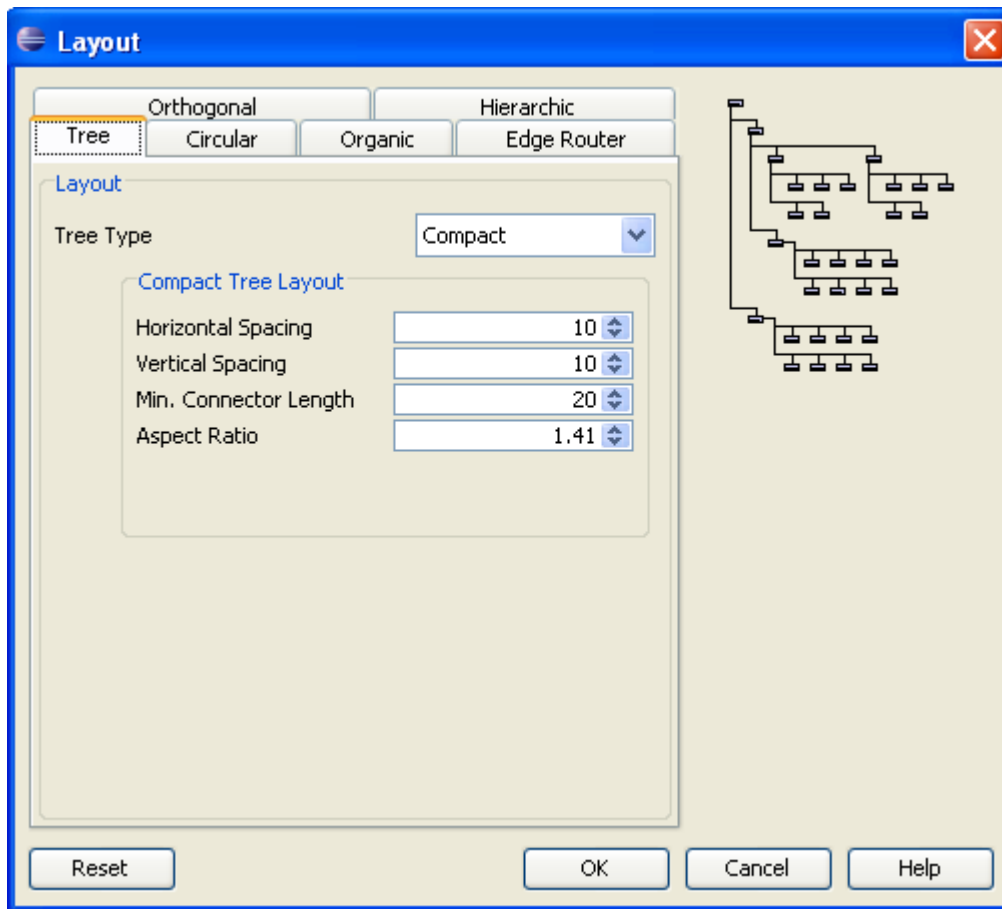 Layout
Orthogonal Hierarchic
Tree Circular Organic Edge Router
Layout
Tree Type Compact
Compact Tree Layout
Horizontal Spacing 10
Vertical Spacing 10
Min. Connector Length 20
Aspect Ratio 1.41
Reset OK Cancel Help